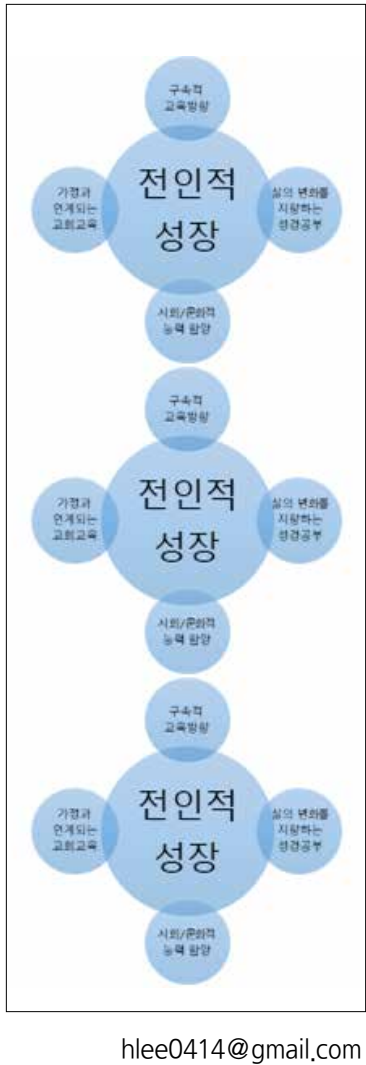 구속적
교육방향
전인적
성장
가정과
연계되는
교회교육
삶의 변화를
지향하는
성경공부
사회/문화적
능력 함양
구속적
교육방향
전인적
성장
가정과
연계되는
교회교육
삶의 변화를
지향하는
성경공부
사회/문화적
능력 함양
구속적
교육방향
전인적
성장
가정과
연계되는
교회교육
삶의 변화를
지향하는
성경공부
사회/문화적
능력 함양
hlee0414@gmail.com